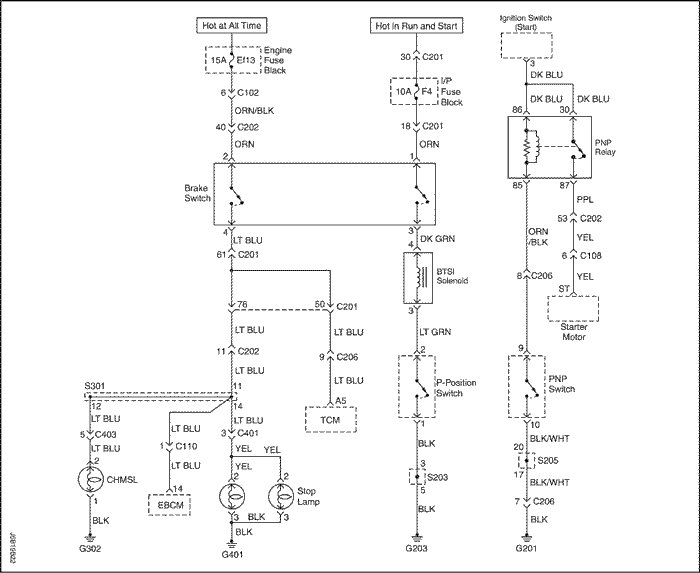 Hot at All Time
Hot In Run and Start
Ignition Switch
(Start)
15A
Ef13
Engine
Fuse
Block
30
C201
3
DK BLU
6
C102
10A
F4
I/P
Fuse
Block
DK BLU
DK BLU
ORN/BLK
86
30
40
C202
18
C201
PNP
Relay
ORN
ORN
2
1
85
87
Brake
Switch
PPL
53
C202
4
3
ORN
/BLK
YEL
LT BLU
DK GRN
61
C201
4
6
C108
BTSI
Solenoid
8
C206
YEL
ST
76
50
C201
3
Starter
Motor
LT BLU
LT BLU
LT GRN
11
C202
9
C206
2
9
LT BLU
LT BLU
P-Position
Switch
PNP
Switch
S301
11
12
14
A5
TCM
1
10
LT BLU
LT BLU
LT BLU
5
C403
3
C401
BLK
BLK/WHT
LT BLU
1
C110
YEL
YEL
20
S205
2
LT BLU
2
2
3
S203
17
CHMSL
Stop
Lamp
5
BLK/WHT
1
14
EBCM
3
BLK
3
7
C206
BLK
BLK
BLK
BLK
G302
G401
G203
G201